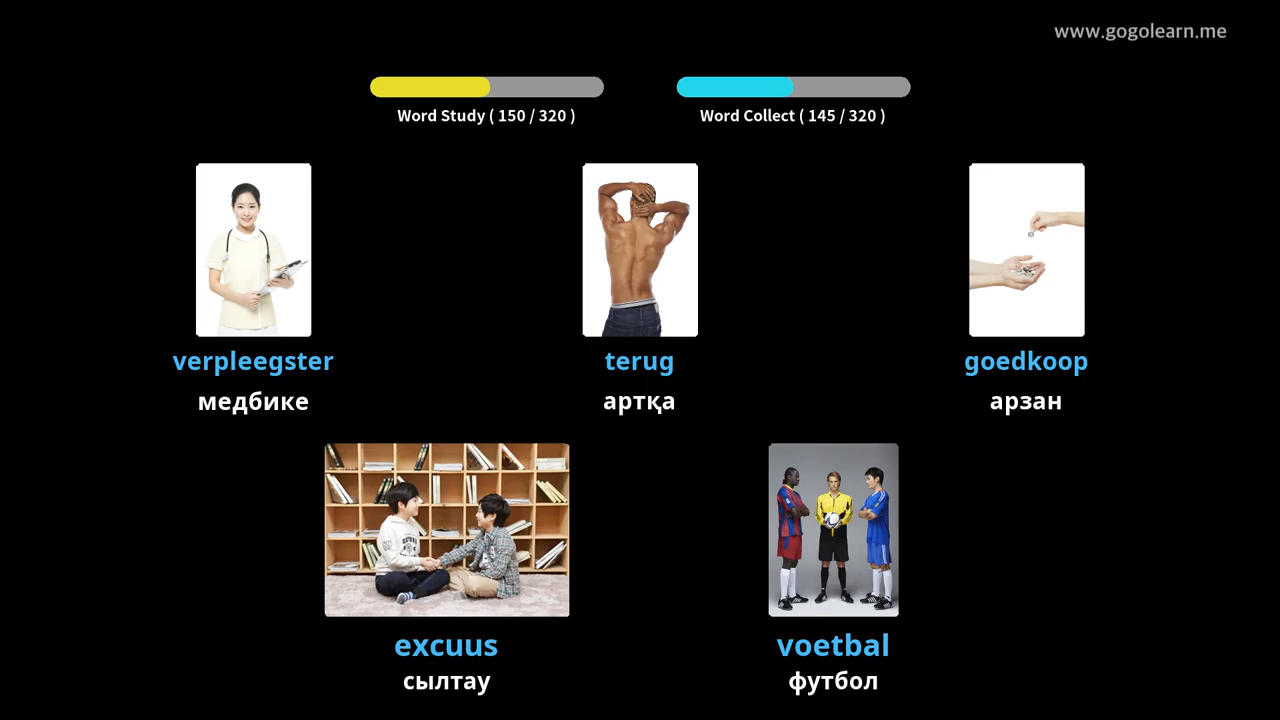 www.gogolearn.me
Word Study ( 150 / 320 )
Word Collect ( 145 / 320 )
verpleegster
медбике
terug
артқа
goedkoop
арзан
excuus
сылтау
voetbal
футбол